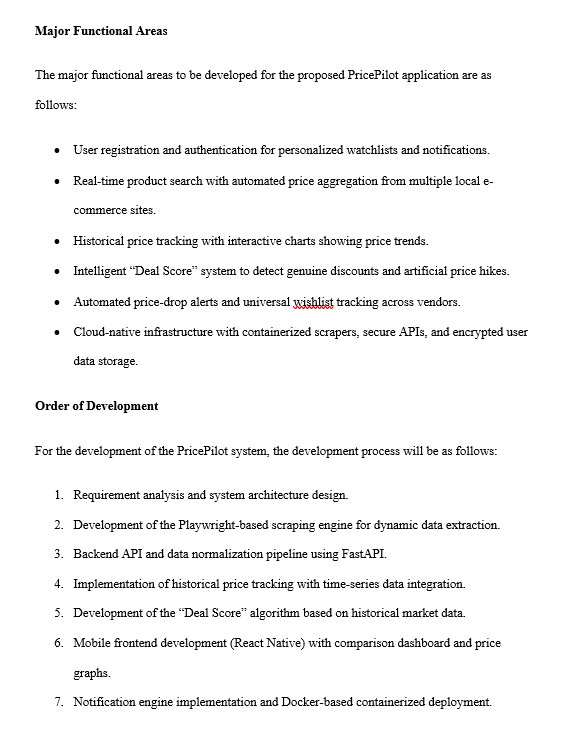 Major Functional Areas
The major functional areas to be developed for the proposed PricePilot application are as
follows:
• User registration and authentication for personalized watchlists and notifications.
• Real-time product search with automated price aggregation from multiple local e-
commerce sites.
• Historical price tracking with interactive charts showing price trends.
• Intelligent “Deal Score” system to detect genuine discounts and artificial price hikes.
• Automated price-drop alerts and universal wishlist tracking across vendors.
• Cloud-native infrastructure with containerized scrapers, secure APIs, and encrypted user
data storage.
Order of Development
For the development of the PricePilot system, the development process will be as follows:
1. Requirement analysis and system architecture design.
2. Development of the Playwright-based scraping engine for dynamic data extraction.
3. Backend API and data normalization pipeline using FastAPI.
4. Implementation of historical price tracking with time-series data integration.
5. Development of the “Deal Score” algorithm based on historical market data.
6. Mobile frontend development (React Native) with comparison dashboard and price
graphs.
7. Notification engine implementation and Docker-based containerized deployment.